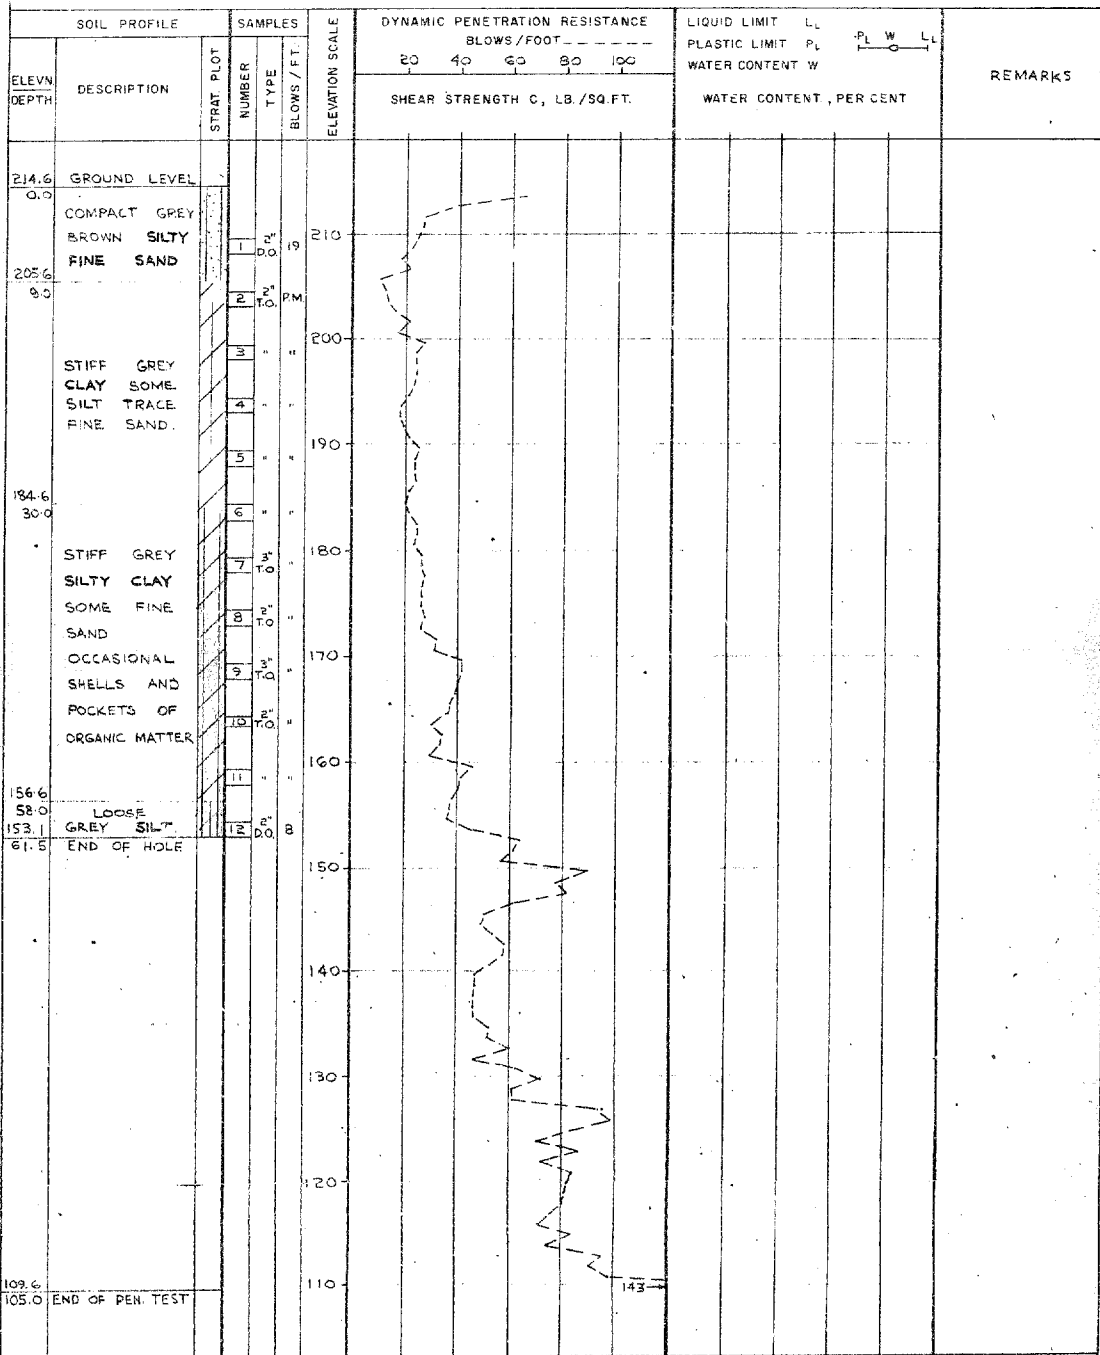 SOIL PROFILE
SAMPLES
ELEVN
DEPTH
DESCRIPTION
STRAT. PLOT
NUMBER
TYPE
BLOWS / FT.
ELEVATION SCALE
DYNAMIC PENETRATION RESISTANCE
BLOWS/FOOT
20 40 60 80 100
SHEAR STRENGTH C, LB./SQ.FT.
LIQUID LIMIT LL
PLASTIC LIMIT PL
WATER CONTENT W
PL W LL
WATER CONTENT, PER CENT
REMARKS
214.6 GROUND LEVEL
0.0
COMPACT GREY
BROWN SILTY
FINE SAND
1 2" D.O. 19
210
205.6
9.0
2 2" T.O. P.M.
200
3 " "
STIFF GREY
CLAY SOME
SILT TRACE
FINE SAND.
4 " "
190
5 " "
184.6
30.0
6 " "
180
STIFF GREY
SILTY CLAY
SOME FINE
SAND
OCCASIONAL
SHELLS AND
POCKETS OF
ORGANIC MATTER
7 3" T.O. "
8 2" T.O. "
170
9 3" T.O. "
10 2" T.O. "
160
11 " "
156.6
58.0
LOOSE
GREY SILT.
153.1
12 2" D.O. 8
61.5 END OF HOLE
150
140
130
120
110
143
109.6
105.0 END OF PEN. TEST